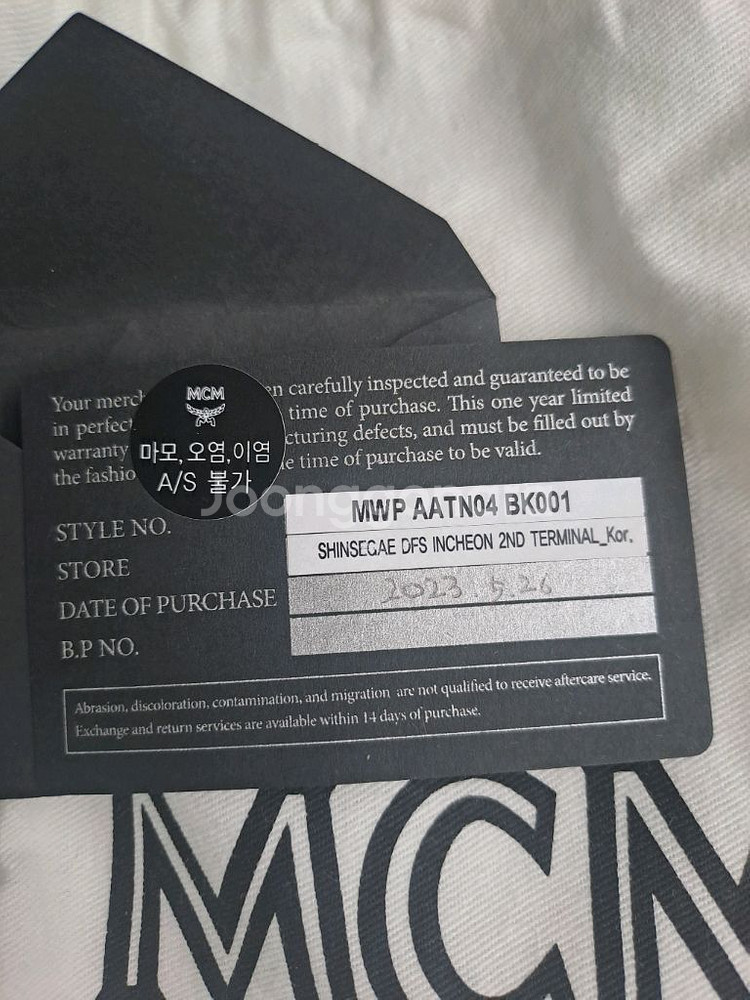 Your merch
en carefully inspected and guaranteed to be
in perfec
time of purchase. This one year limited
warranty
cturing defects, and must be filled out by
the fashio
e time of purchase to be valid.
MCM
마모,오염,이염
A/S 불가
STYLE NO.
MWP AATN04 BK001
STORE
SHINSEGAE DFS INCHEON 2ND TERMINAL_Kor.
DATE OF PURCHASE
2023.5.26
B.P NO.
Abrasion, discoloration, contamination, and migration are not qualified to receive aftercare service.
Exchange and return services are available within 14 days of purchase.
MCM